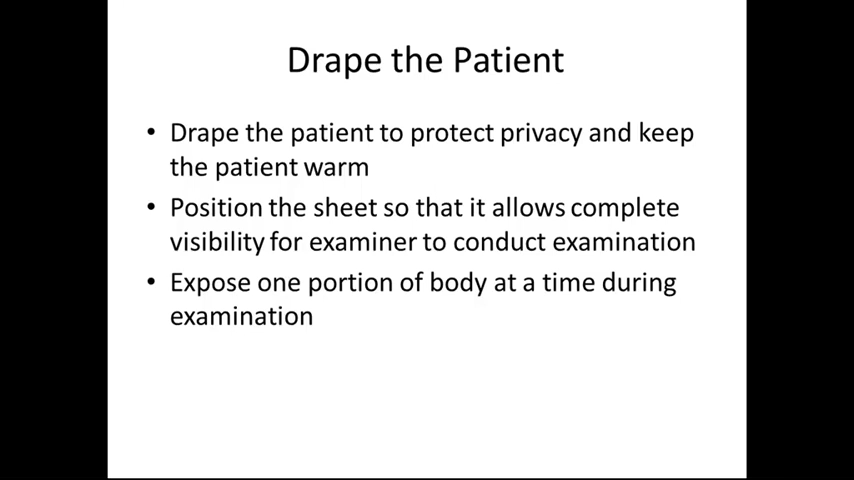 Drape the Patient
• Drape the patient to protect privacy and keep
the patient warm
• Position the sheet so that it allows complete
visibility for examiner to conduct examination
• Expose one portion of body at a time during
examination